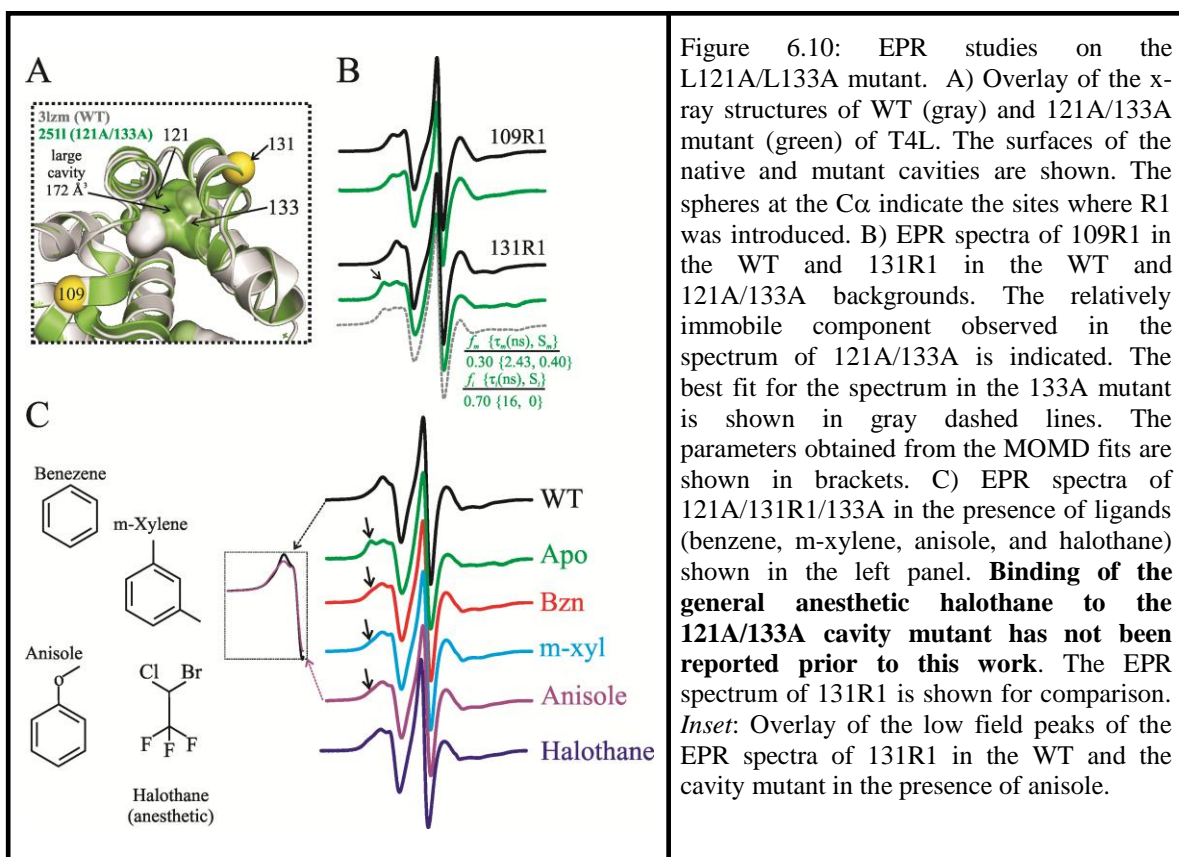 A
3lzm (WT)
251l (121A/133A)
121
131
large
cavity
172 Å³
133
109
B
109R1
131R1
fm {τm(ns), Sm}
0.30 {2.43, 0.40}
fi {τi(ns), Si}
0.70 {16, 0}
C
Benezene
m-Xylene
Anisole
O
Cl
Br
F
F
F
Halothane
(anesthetic)
WT
Apo
Bzn
m-xyl
Anisole
Halothane
Figure 6.10: EPR studies on the
L121A/L133A mutant. A) Overlay of the x-
ray structures of WT (gray) and 121A/133A
mutant (green) of T4L. The surfaces of the
native and mutant cavities are shown. The
spheres at the Cα indicate the sites where R1
was introduced. B) EPR spectra of 109R1 in
the WT and 131R1 in the WT and
121A/133A backgrounds. The relatively
immobile component observed in the
spectrum of 121A/133A is indicated. The
best fit for the spectrum in the 133A mutant
is shown in gray dashed lines. The
parameters obtained from the MOMD fits are
shown in brackets. C) EPR spectra of
121A/131R1/133A in the presence of ligands
(benzene, m-xylene, anisole, and halothane)
shown in the left panel. Binding of the
general anesthetic halothane to the
121A/133A cavity mutant has not been
reported prior to this work. The EPR
spectrum of 131R1 is shown for comparison.
Inset: Overlay of the low field peaks of the
EPR spectra of 131R1 in the WT and the
cavity mutant in the presence of anisole.